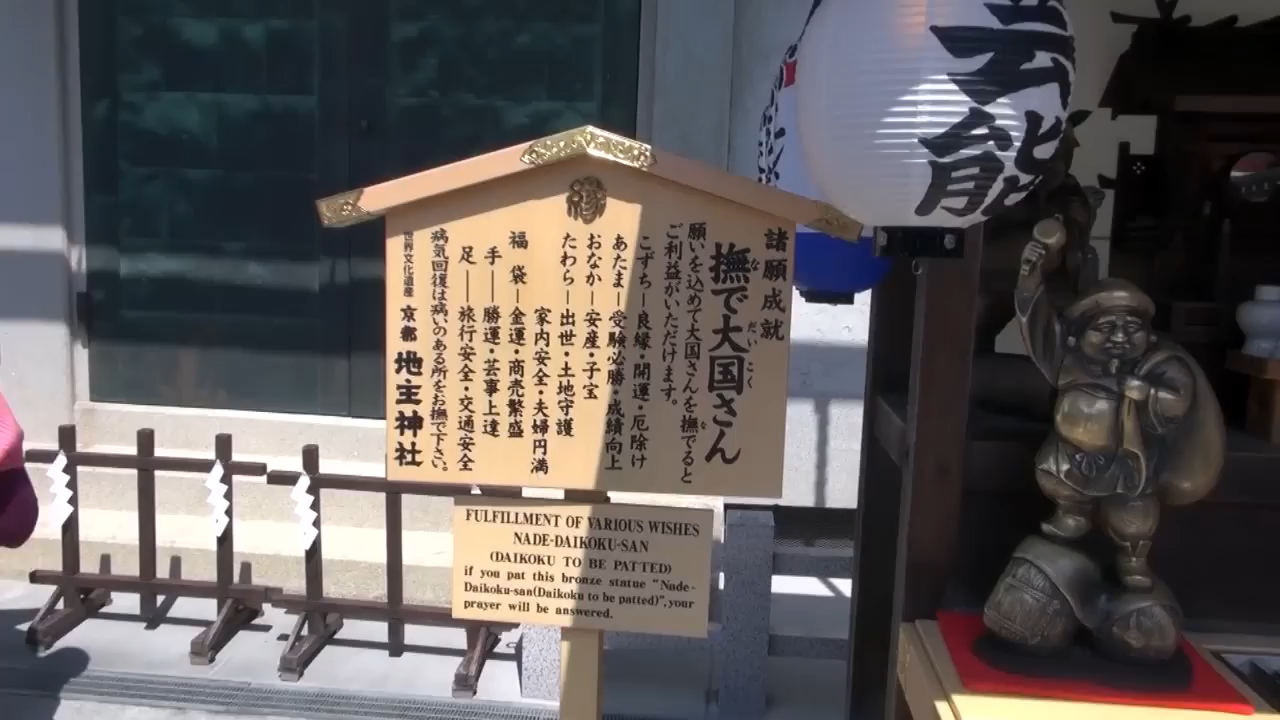 諸願成就
撫で大国さん
な
だいこく
願いを込めて大国さんを撫でると
な
ご利益がいただけます。
こずち―良縁・開運・厄除け
あたま―受験必勝・成績向上
おなか―安産・子宝
たわら―出世・土地守護
家内安全・夫婦円満
福袋―金運・商売繁盛
手―勝運・芸事上達
足―旅行安全・交通安全
病気回復は病いのある所をお撫で下さい。
世界文化遺産 京都 地主神社
FULFILLMENT OF VARIOUS WISHES
NADE-DAIKOKU-SAN
(DAIKOKU TO BE PATTED)
if you pat this bronze statue "Nade-
Daikoku-san(Daikoku to be patted)", your
prayer will be answered.
芸能